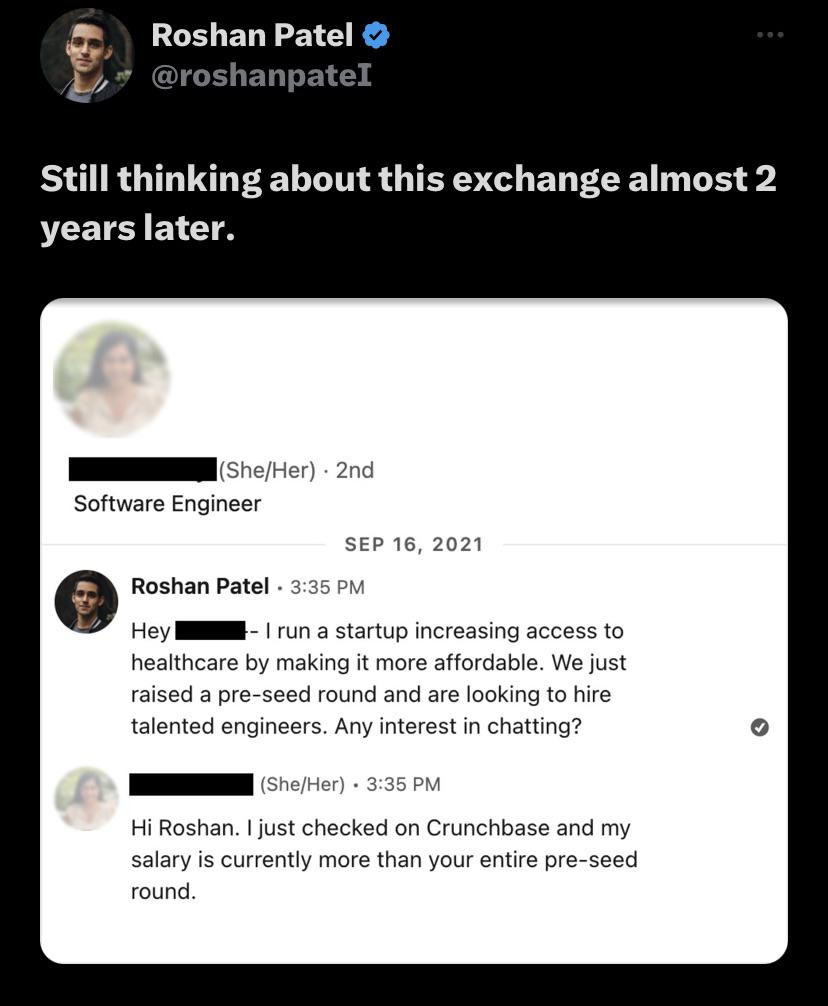 Roshan Patel
@roshanpateI
Still thinking about this exchange almost 2
years later.
(She/Her) · 2nd
Software Engineer
SEP 16, 2021
Roshan Patel • 3:35 PM
Hey -- I run a startup increasing access to
healthcare by making it more affordable. We just
raised a pre-seed round and are looking to hire
talented engineers. Any interest in chatting?
(She/Her) • 3:35 PM
Hi Roshan. I just checked on Crunchbase and my
salary is currently more than your entire pre-seed
round.